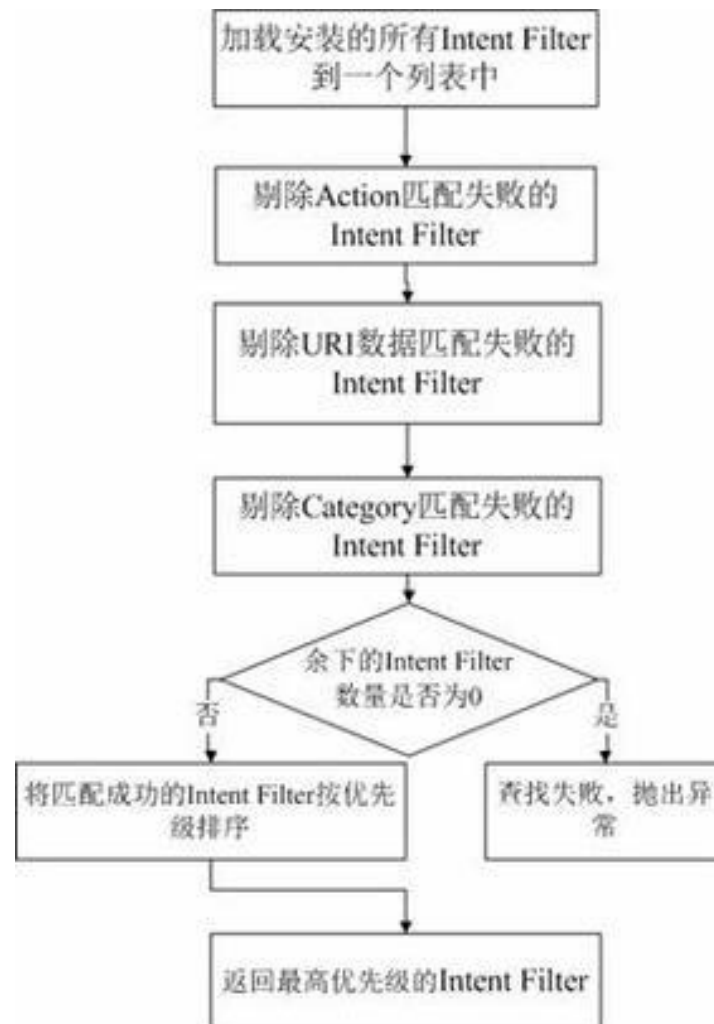 加载安装的所有Intent Filter
到一个列表中
剔除Action匹配失败的
Intent Filter
剔除URI数据匹配失败的
Intent Filter
剔除Category匹配失败的
Intent Filter
余下的Intent Filter
数量是否为0
否
是
将匹配成功的Intent Filter按优先
级排序
查找失败，抛出异
常
返回最高优先级的Intent Filter